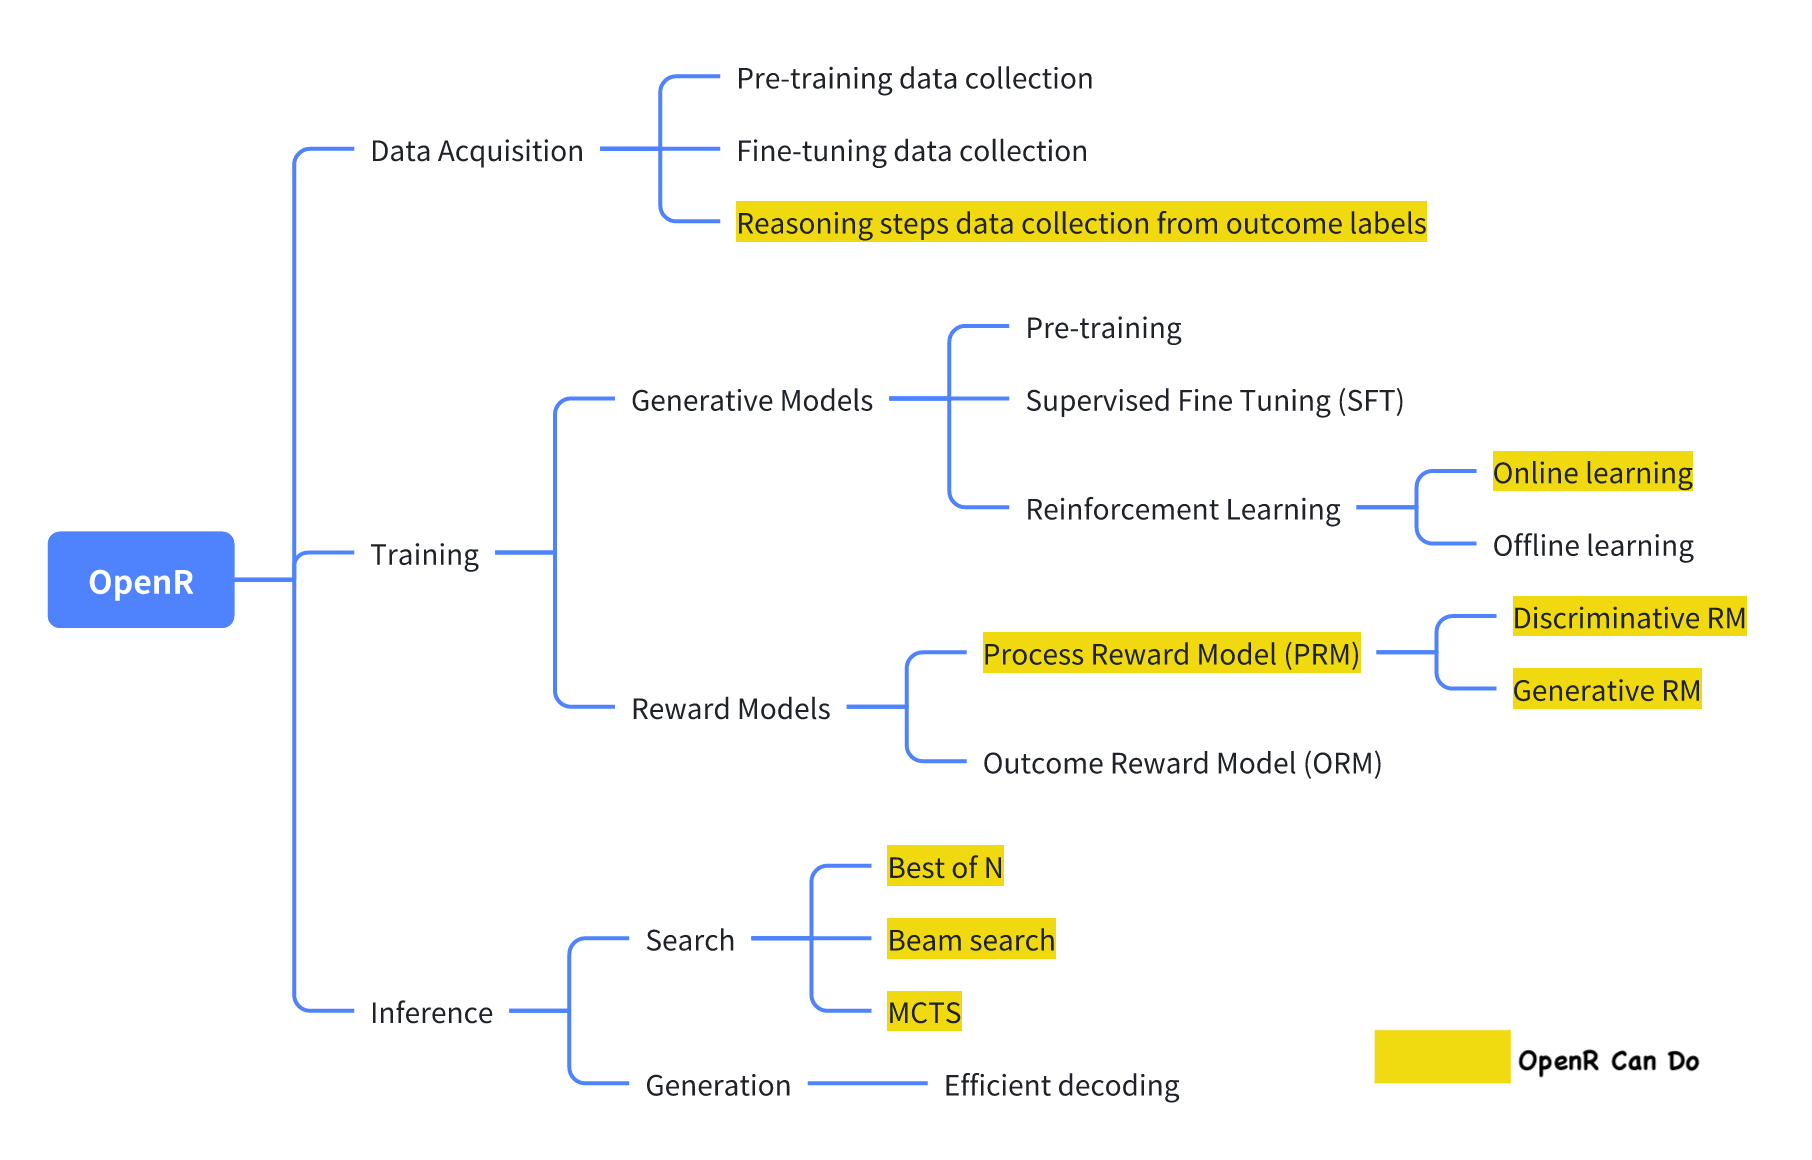 Pre-training data collection
Data Acquisition
Fine-tuning data collection
Reasoning steps data collection from outcome labels
Pre-training
Generative Models
Supervised Fine Tuning (SFT)
Online learning
Reinforcement Learning
Offline learning
OpenR
Training
Discriminative RM
Process Reward Model (PRM)
Generative RM
Reward Models
Outcome Reward Model (ORM)
Best of N
Search
Beam search
Inference
MCTS
Generation
Efficient decoding
OpenR Can Do